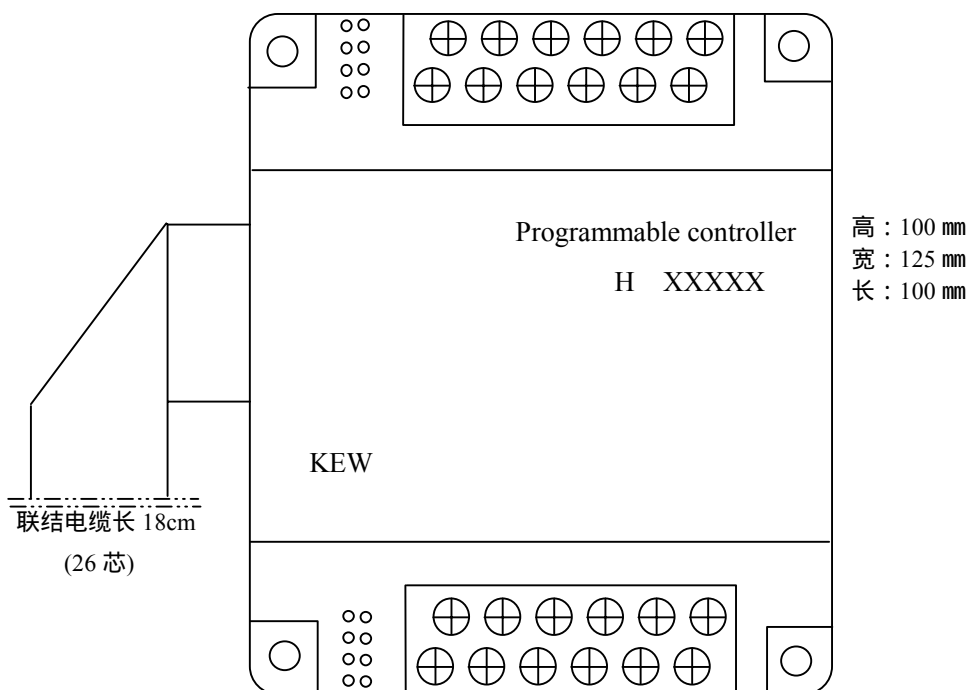 Programmable controller
H XXXXX
高：100 ㎜
宽：125 ㎜
长：100 ㎜
KEW
联结电缆长 18cm
(26 芯)